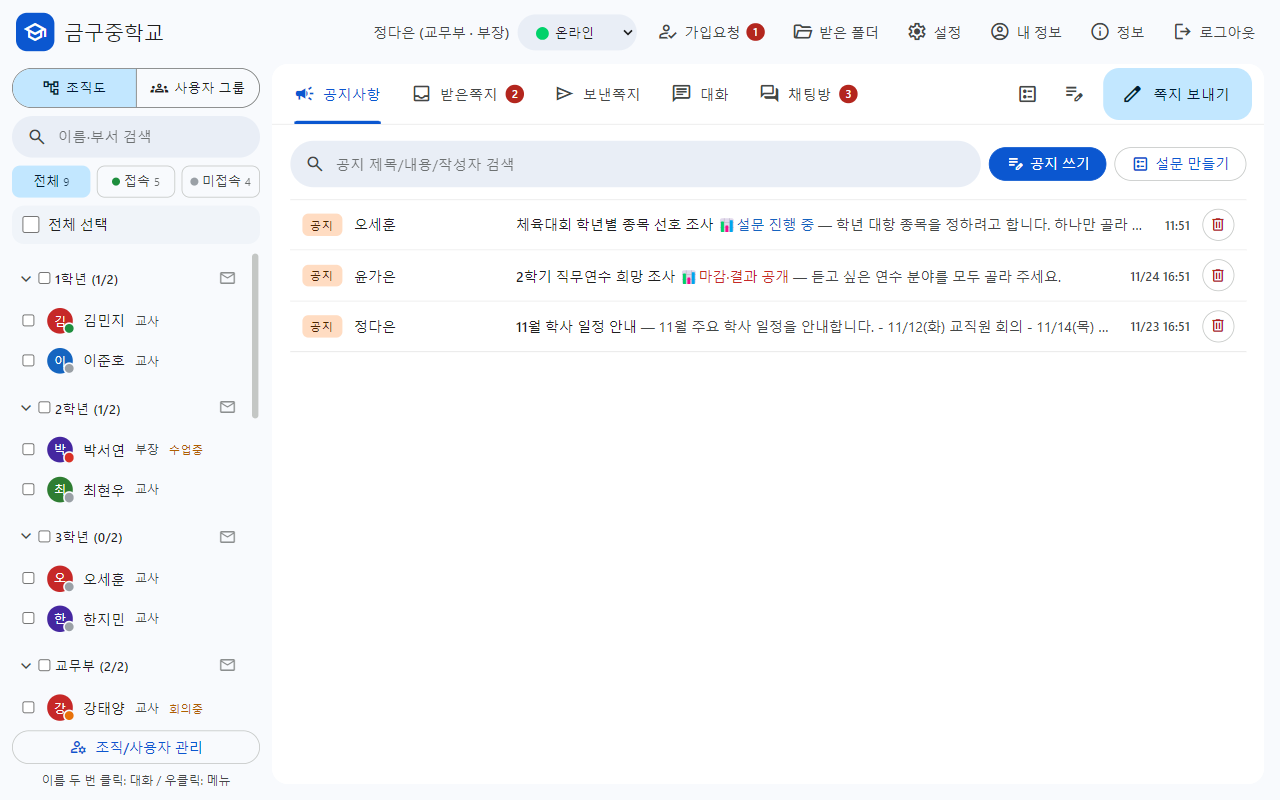 금구중학교
정다은 (교무부 · 부장)
온라인
가입요청 1
받은 폴더
설정
내 정보
정보
로그아웃
조직도
사용자 그룹
이름·부서 검색
전체 9
접속 5
미접속 4
전체 선택
1학년 (1/2)
김 김민지 교사
이 이준호 교사
2학년 (1/2)
박 박서연 부장 수업중
최 최현우 교사
3학년 (0/2)
오 오세훈 교사
한 한지민 교사
교무부 (2/2)
강 강태양 교사 회의중
조직/사용자 관리
이름 두 번 클릭: 대화 / 우클릭: 메뉴
공지사항
받은쪽지 2
보낸쪽지
대화
채팅방 3
쪽지 보내기
공지 제목/내용/작성자 검색
공지 쓰기
설문 만들기
공지 오세훈 체육대회 학년별 종목 선호 조사 설문 진행 중 — 학년 대항 종목을 정하려고 합니다. 하나만 골라 ... 11:51
공지 윤가은 2학기 직무연수 희망 조사 마감·결과 공개 — 듣고 싶은 연수 분야를 모두 골라 주세요. 11/24 16:51
공지 정다은 11월 학사 일정 안내 — 11월 주요 학사 일정을 안내합니다. - 11/12(화) 교직원 회의 - 11/14(목) ... 11/23 16:51